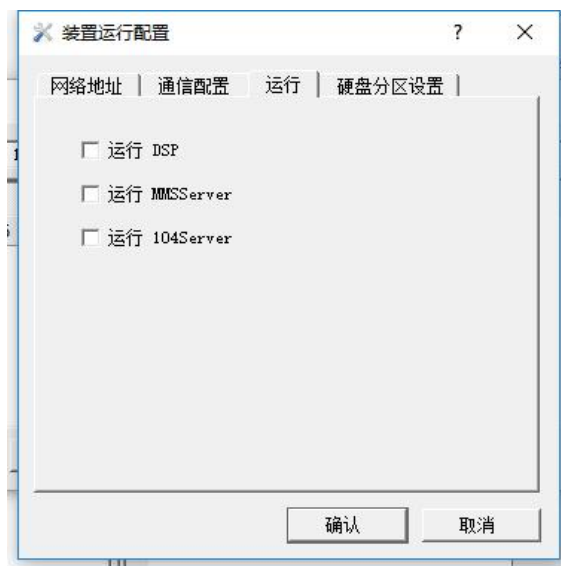 装置运行配置
网络地址 通信配置 运行 硬盘分区设置
运行 DSP
运行 MMSServer
运行 104Server
确认 取消